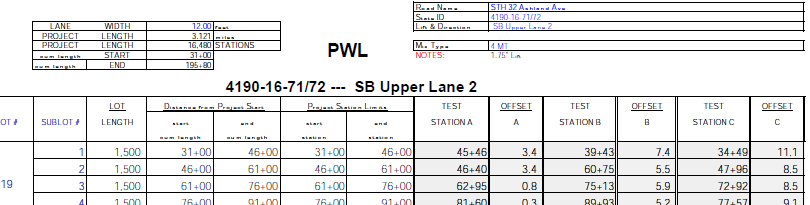 Road Name STH 32 Ashland Ave
State ID 4190-16-71/72
Lift & Direction SB Upper Lane 2
LANE WIDTH 12.00 feet
PROJECT LENGTH 3.121 miles
PROJECT LENGTH 16,480 STATIONS
cum length START 31+00
cum length END 195+80
PWL
Mix Type 4 MT
NOTES: 1.75" Lift
4190-16-71/72 --- SB Upper Lane 2
LOT Distance from Project Start Project Station Limits TEST OFFSET TEST OFFSET TEST OFFSET
OT # SUBLOT # LENGTH start end start end STATION A A STATION B B STATION C C
cum length cum length station station
1 1,500 31+00 46+00 31+00 46+00 45+46 3.4 39+43 7.4 34+49 11.1
2 1,500 46+00 61+00 46+00 61+00 46+40 3.4 60+75 5.5 47+96 8.5
19 3 1,500 61+00 76+00 61+00 76+00 62+95 0.8 75+13 5.9 72+92 8.5
4 1,500 76+00 91+00 76+00 91+00 81+60 0.3 89+93 5.2 77+57 9.1